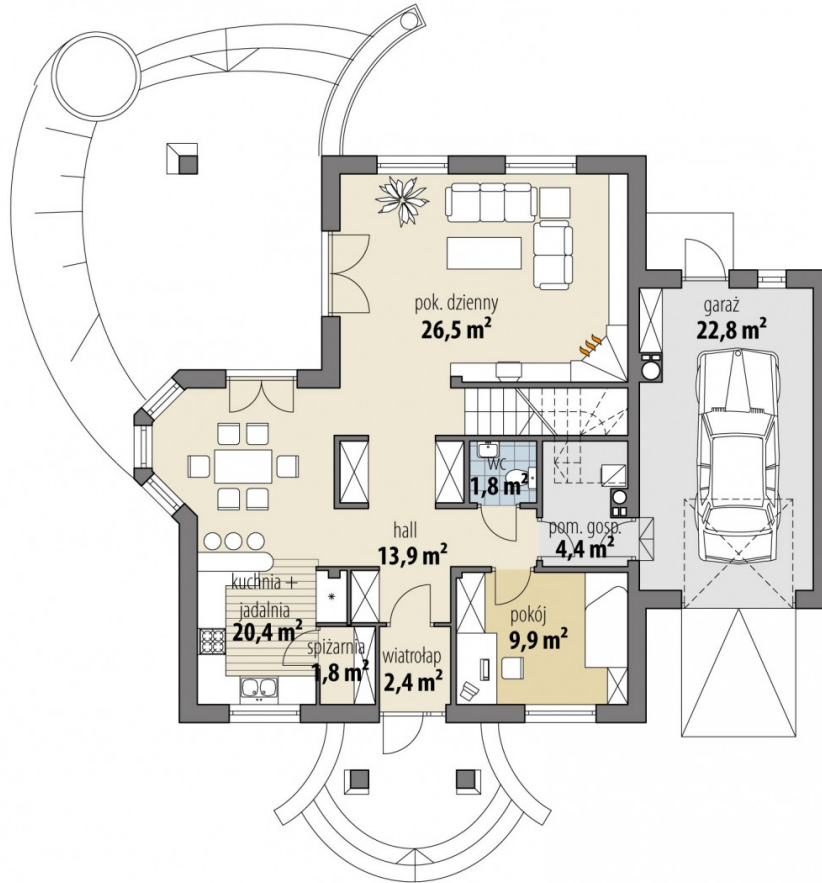 pok. dzienny
26,5 m²
garaż
22,8 m²
wc
1,8 m²
hall
13,9 m²
pom. gosp.
4,4 m²
kuchnia +
jadalnia
20,4 m²
spiżarnia
1,8 m²
wiatrołap
2,4 m²
pokój
9,9 m²